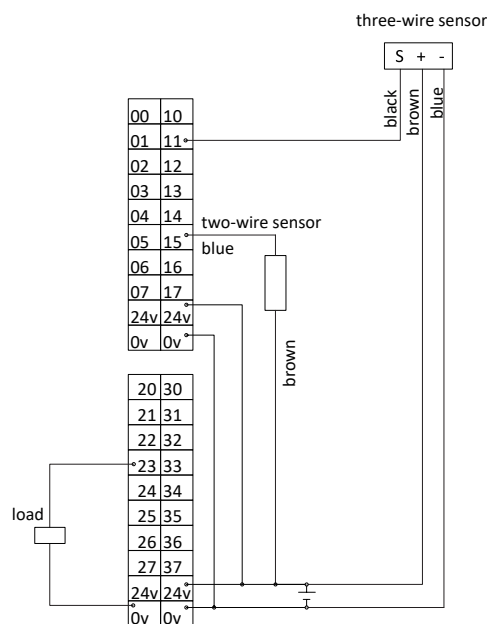 three-wire sensor
S + -
black
brown
blue
00 10
01 11
02 12
03 13
04 14
two-wire sensor
05 15
blue
06 16
07 17
24v 24v
0v 0v
brown
20 30
21 31
22 32
23 33
24 34
load
25 35
26 36
27 37
24v 24v
0v 0v